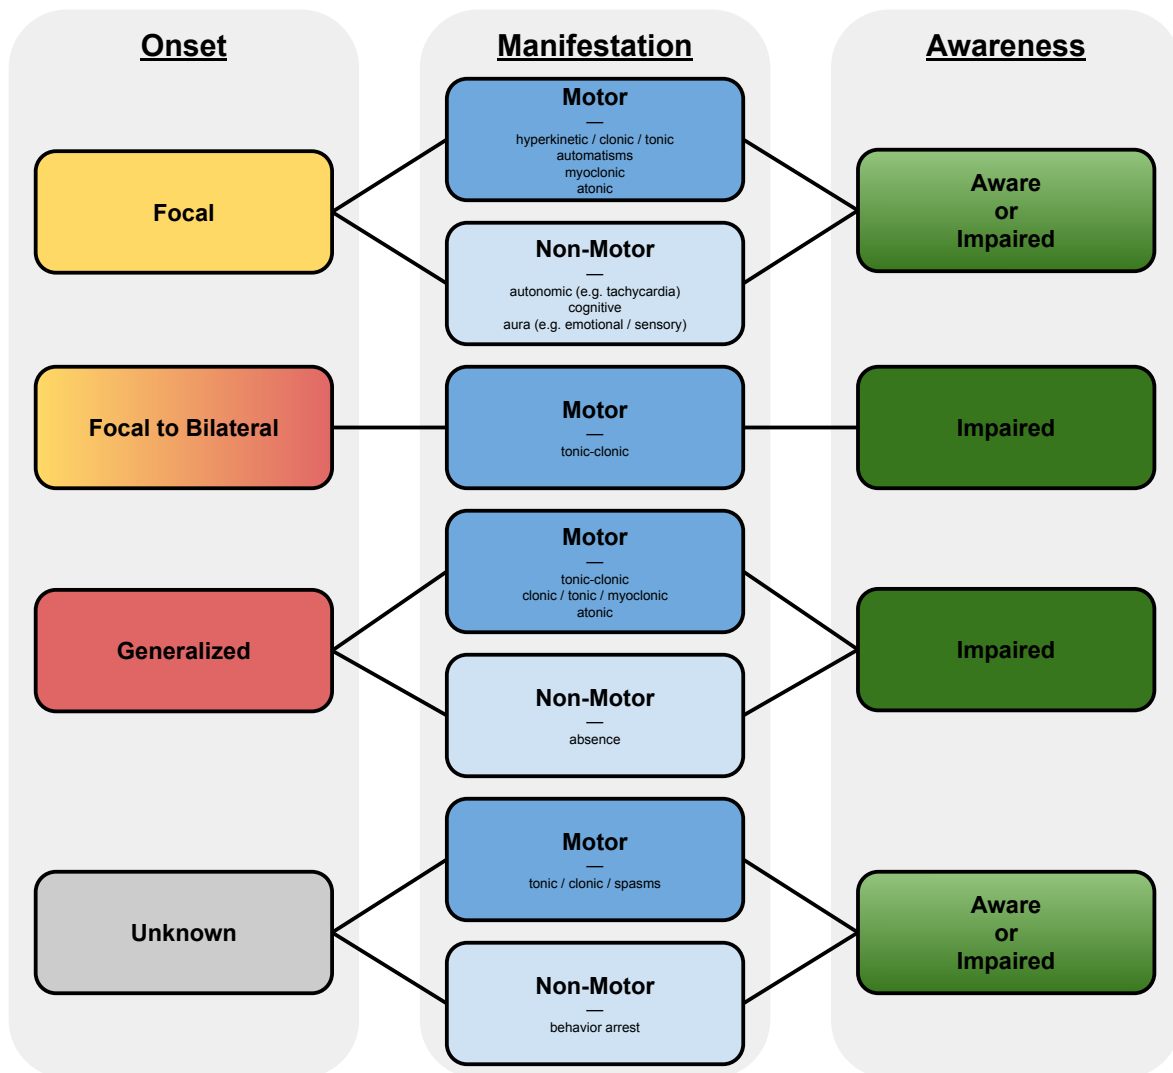 Onset
Manifestation
Awareness
Focal
Motor
—
hyperkinetic / clonic / tonic
automatisms
myoclonic
atonic
Non-Motor
—
autonomic (e.g. tachycardia)
cognitive
aura (e.g. emotional / sensory)
Aware
or
Impaired
Focal to Bilateral
Motor
—
tonic-clonic
Impaired
Generalized
Motor
—
tonic-clonic
clonic / tonic / myoclonic
atonic
Non-Motor
—
absence
Impaired
Unknown
Motor
—
tonic / clonic / spasms
Non-Motor
—
behavior arrest
Aware
or
Impaired